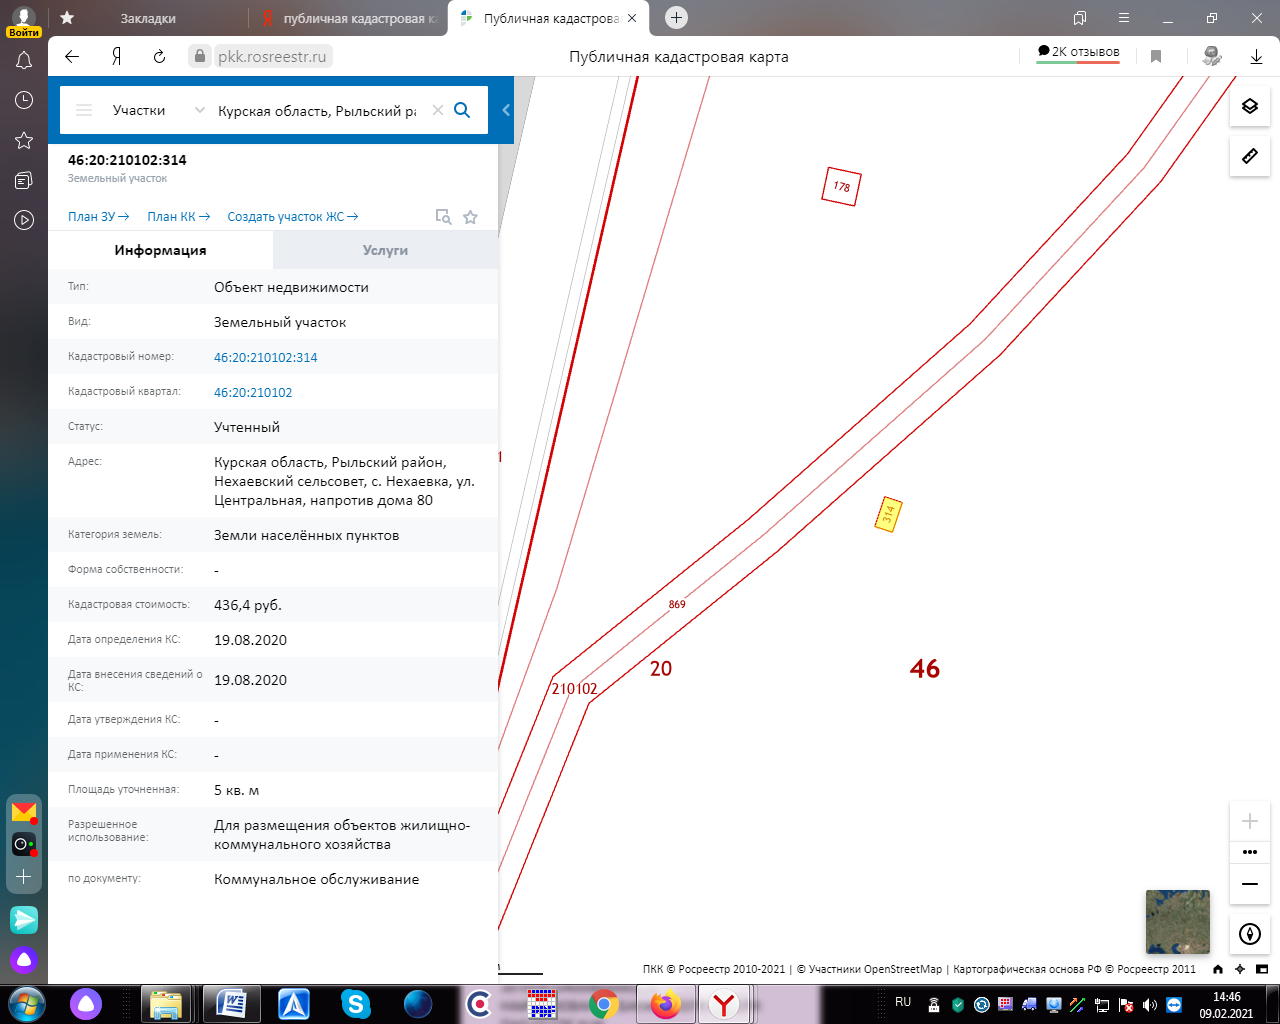 Войти
Закладки
публичная кадастровая к
Публичная кадастрова
pkk.rosreestr.ru
Публичная кадастровая карта
2K отзывов
Участки
Курская область, Рыльский ра
46:20:210102:314
Земельный участок
План ЗУ →
План КК →
Создать участок ЖС →
Информация
Услуги
Тип:
Объект недвижимости
Вид:
Земельный участок
Кадастровый номер:
46:20:210102:314
Кадастровый квартал:
46:20:210102
Статус:
Учтенный
Адрес:
Курская область, Рыльский район,
Нехаевский сельсовет, с. Нехаевка, ул.
Центральная, напротив дома 80
Категория земель:
Земли населённых пунктов
Форма собственности:
-
Кадастровая стоимость:
436,4 руб.
Дата определения КС:
19.08.2020
Дата внесения сведений о
КС:
19.08.2020
Дата утверждения КС:
-
Дата применения КС:
-
Площадь уточненная:
5 кв. м
Разрешенное
использование:
Для размещения объектов жилищно-
коммунального хозяйства
по документу:
Коммунальное обслуживание
178
1
314
869
20
46
210102
ПКК © Росреестр 2010-2021 | © Участники OpenStreetMap | Картографическая основа РФ © Росреестр 2011
RU
14:46
09.02.2021